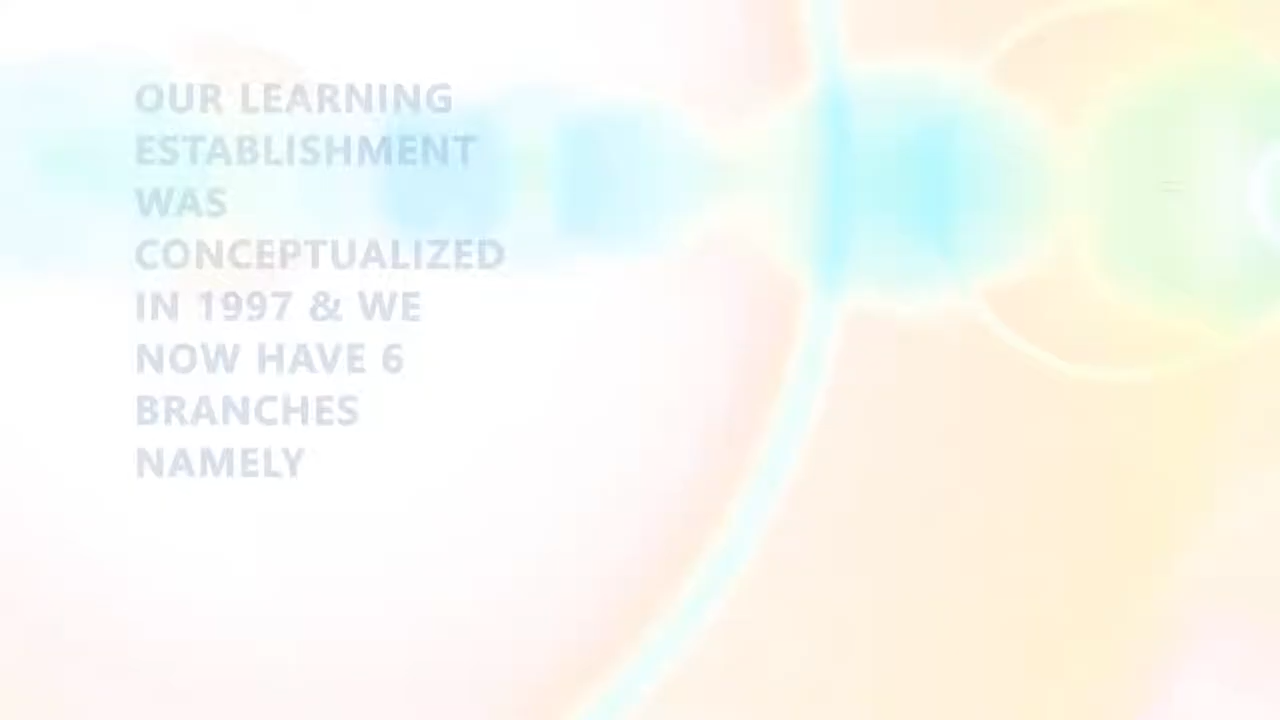 OUR LEARNING
ESTABLISHMENT
WAS
CONCEPTUALIZED
IN 1997 & WE
NOW HAVE 6
BRANCHES
NAMELY